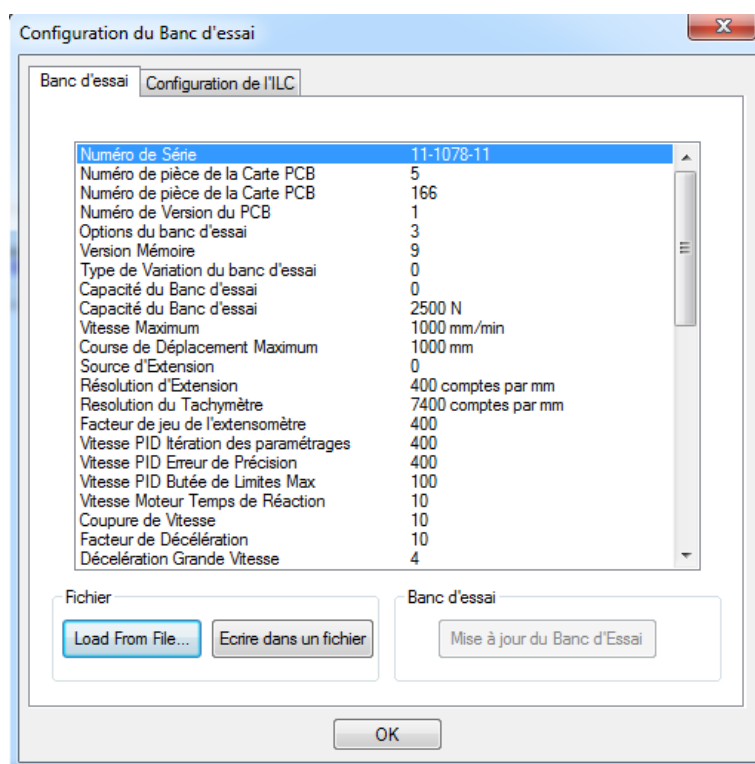 Configuration du Banc d'essai
Banc d'essai Configuration de l'ILC
Numéro de Série 11-1078-11
Numéro de pièce de la Carte PCB 5
Numéro de pièce de la Carte PCB 166
Numéro de Version du PCB 1
Options du banc d'essai 3
Version Mémoire 9
Type de Variation du banc d'essai 0
Capacité du Banc d'essai 0
Capacité du Banc d'essai 2500 N
Vitesse Maximum 1000 mm/min
Course de Déplacement Maximum 1000 mm
Source d'Extension 0
Résolution d'Extension 400 comptes par mm
Resolution du Tachymètre 7400 comptes par mm
Facteur de jeu de l'extensomètre 400
Vitesse PID Itération des paramétrages 400
Vitesse PID Erreur de Précision 400
Vitesse PID Butée de Limites Max 100
Vitesse Moteur Temps de Réaction 10
Coupure de Vitesse 10
Facteur de Décélération 10
Décelération Grande Vitesse 4
Fichier Banc d'essai
Load From File... Ecrire dans un fichier Mise à jour du Banc d'Essai
OK